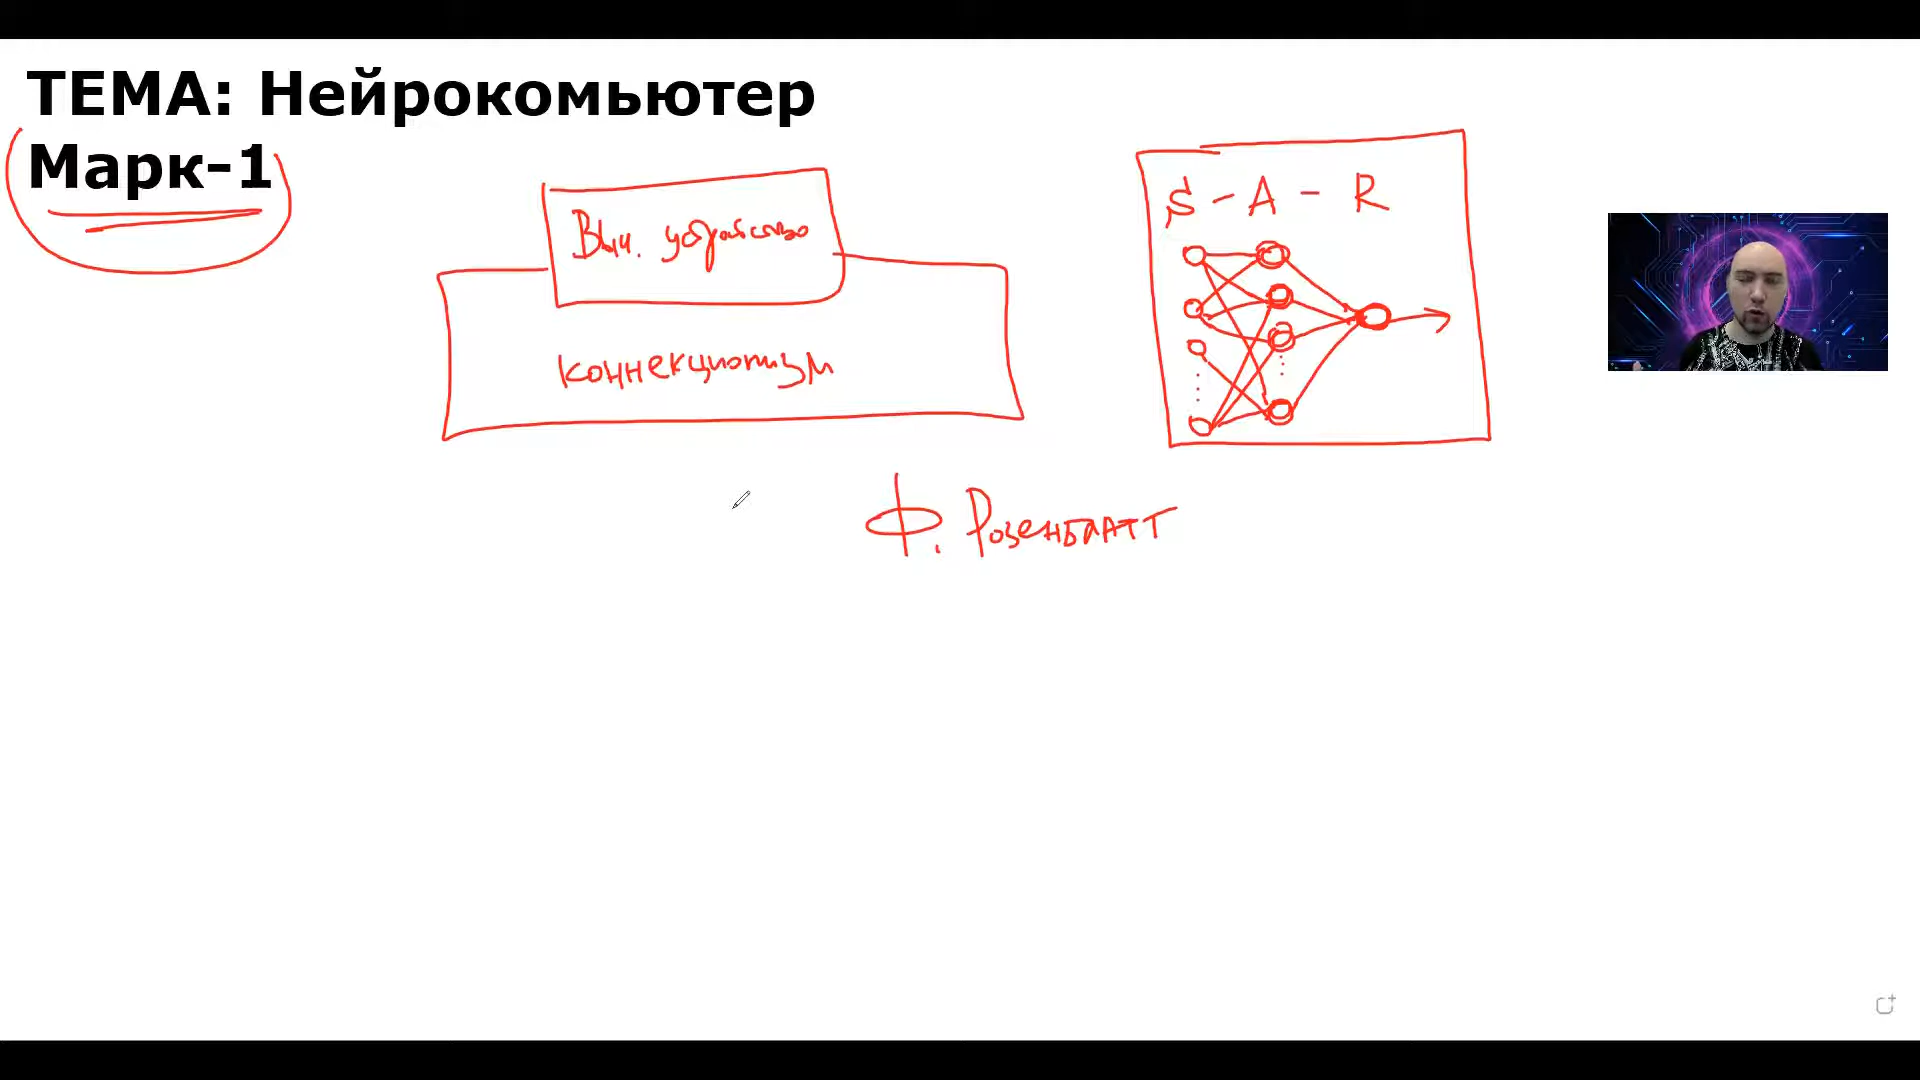 ТЕМА: Нейрокомьютер
Марк-1
Выч. устройство
коннекционизм
S - A - R
Ф. Розенблатт